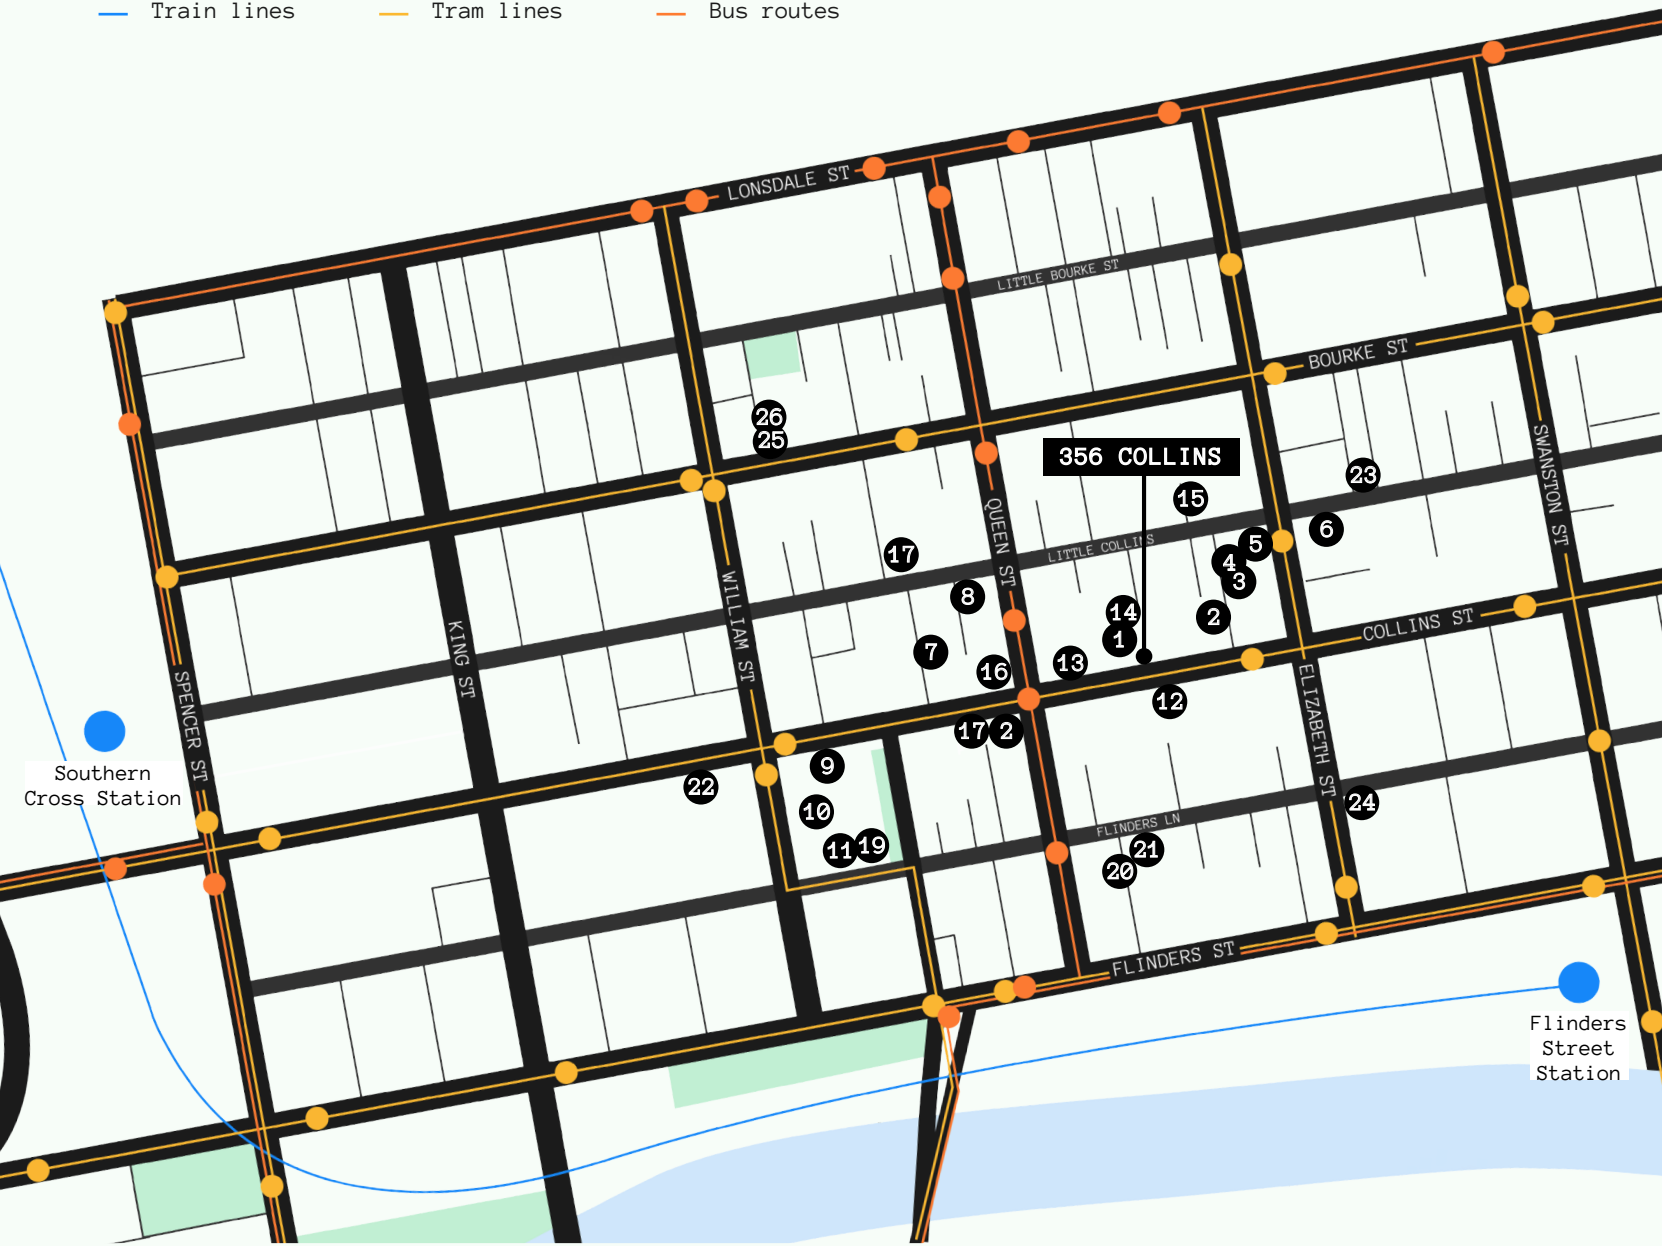 Train lines
Tram lines
Bus routes
LONSDALE ST
LITTLE BOURKE ST
BOURKE ST
26
25
356 COLLINS
23
15
QUEEN ST
SWANSTON ST
6
5
LITTLE COLLINS
17
4
3
8
WILLIAM ST
14
2
1
COLLINS ST
KING ST
7
16
13
SPENCER ST
ELIZABETH ST
12
17
2
Southern
Cross Station
9
22
10
24
FLINDERS LN
11
19
21
20
FLINDERS ST
Flinders
Street
Station